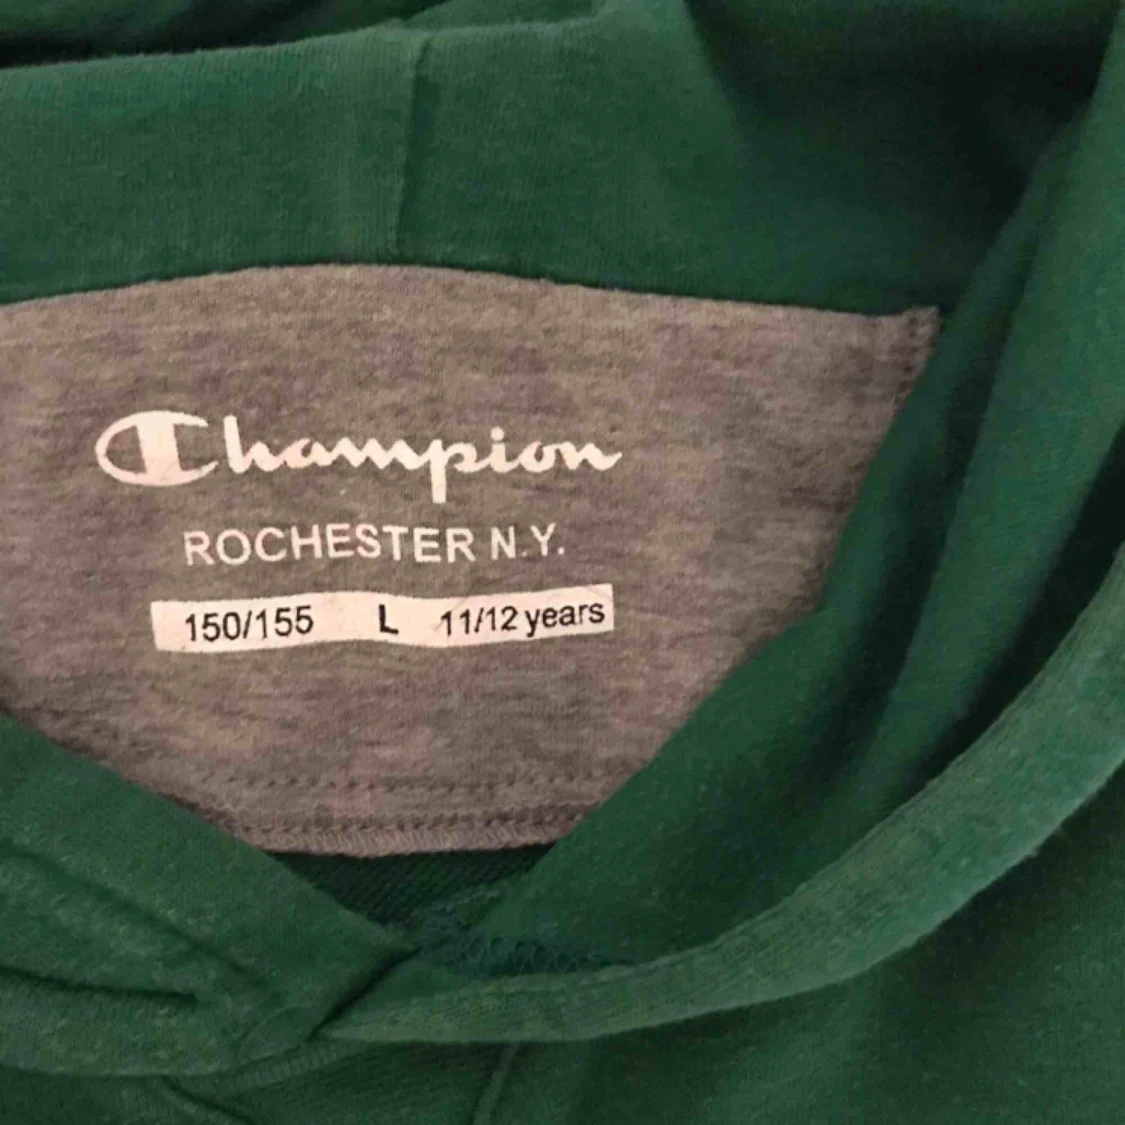 Champion
ROCHESTER N.Y.
150/155 L 11/12 years